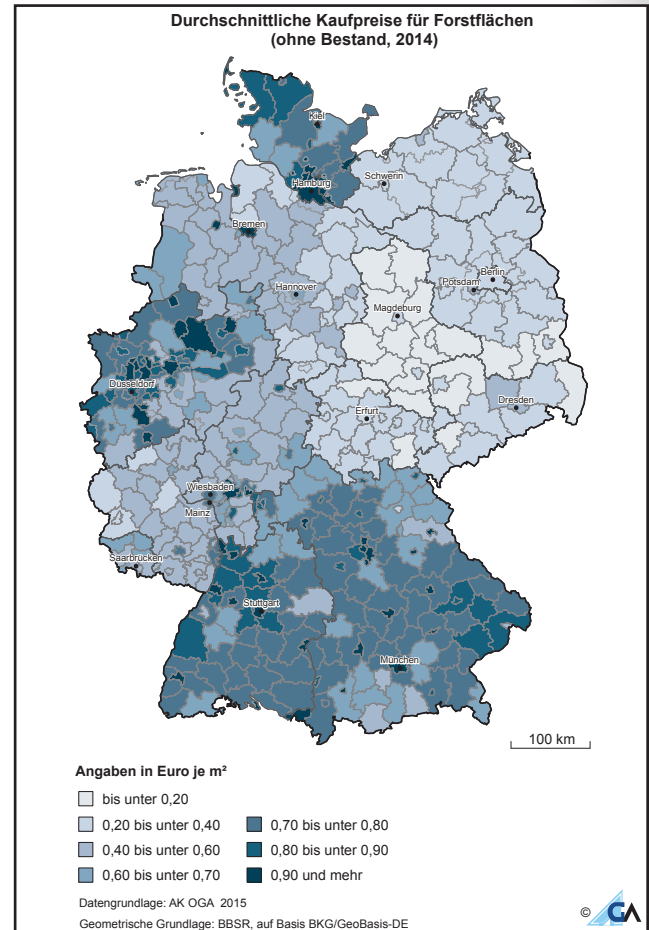 Durchschnittliche Kaufpreise für Forstflächen
(ohne Bestand, 2014)
Kiel
Hamburg
Schwerin
Bremen
Hannover
Berlin
Potsdam
Magdeburg
Düsseldorf
Erfurt
Dresden
Wiesbaden
Mainz
Saarbrücken
Stuttgart
München
100 km
Angaben in Euro je m²
bis unter 0,20
0,20 bis unter 0,40
0,40 bis unter 0,60
0,60 bis unter 0,70
0,70 bis unter 0,80
0,80 bis unter 0,90
0,90 und mehr
Datengrundlage: AK OGA 2015
Geometrische Grundlage: BBSR, auf Basis BKG/GeoBasis-DE
© GA